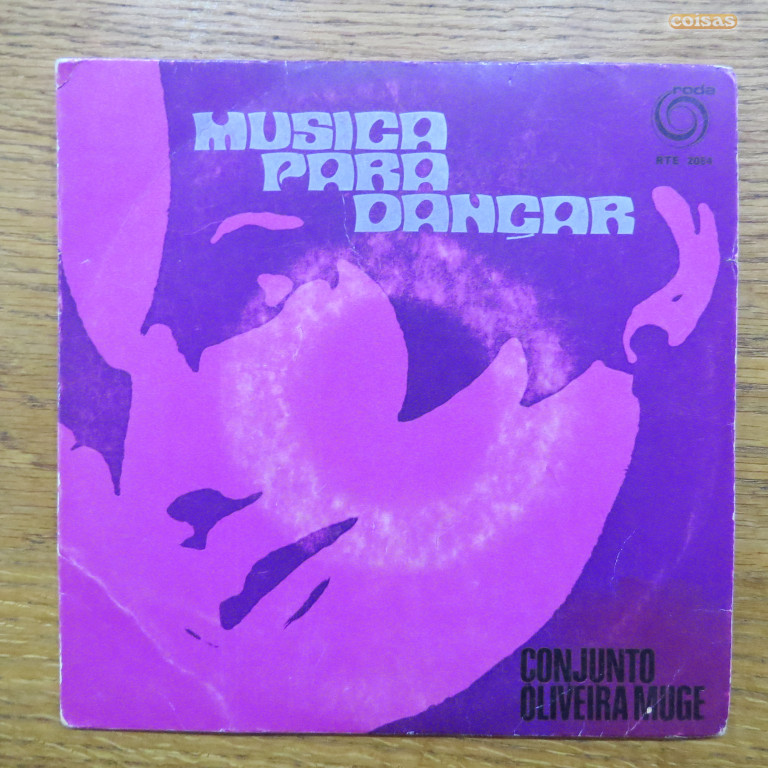 coisas
roda
RTE 2064
MUSICA
PARA
DANÇAR
CONJUNTO
OLIVEIRA MUGE